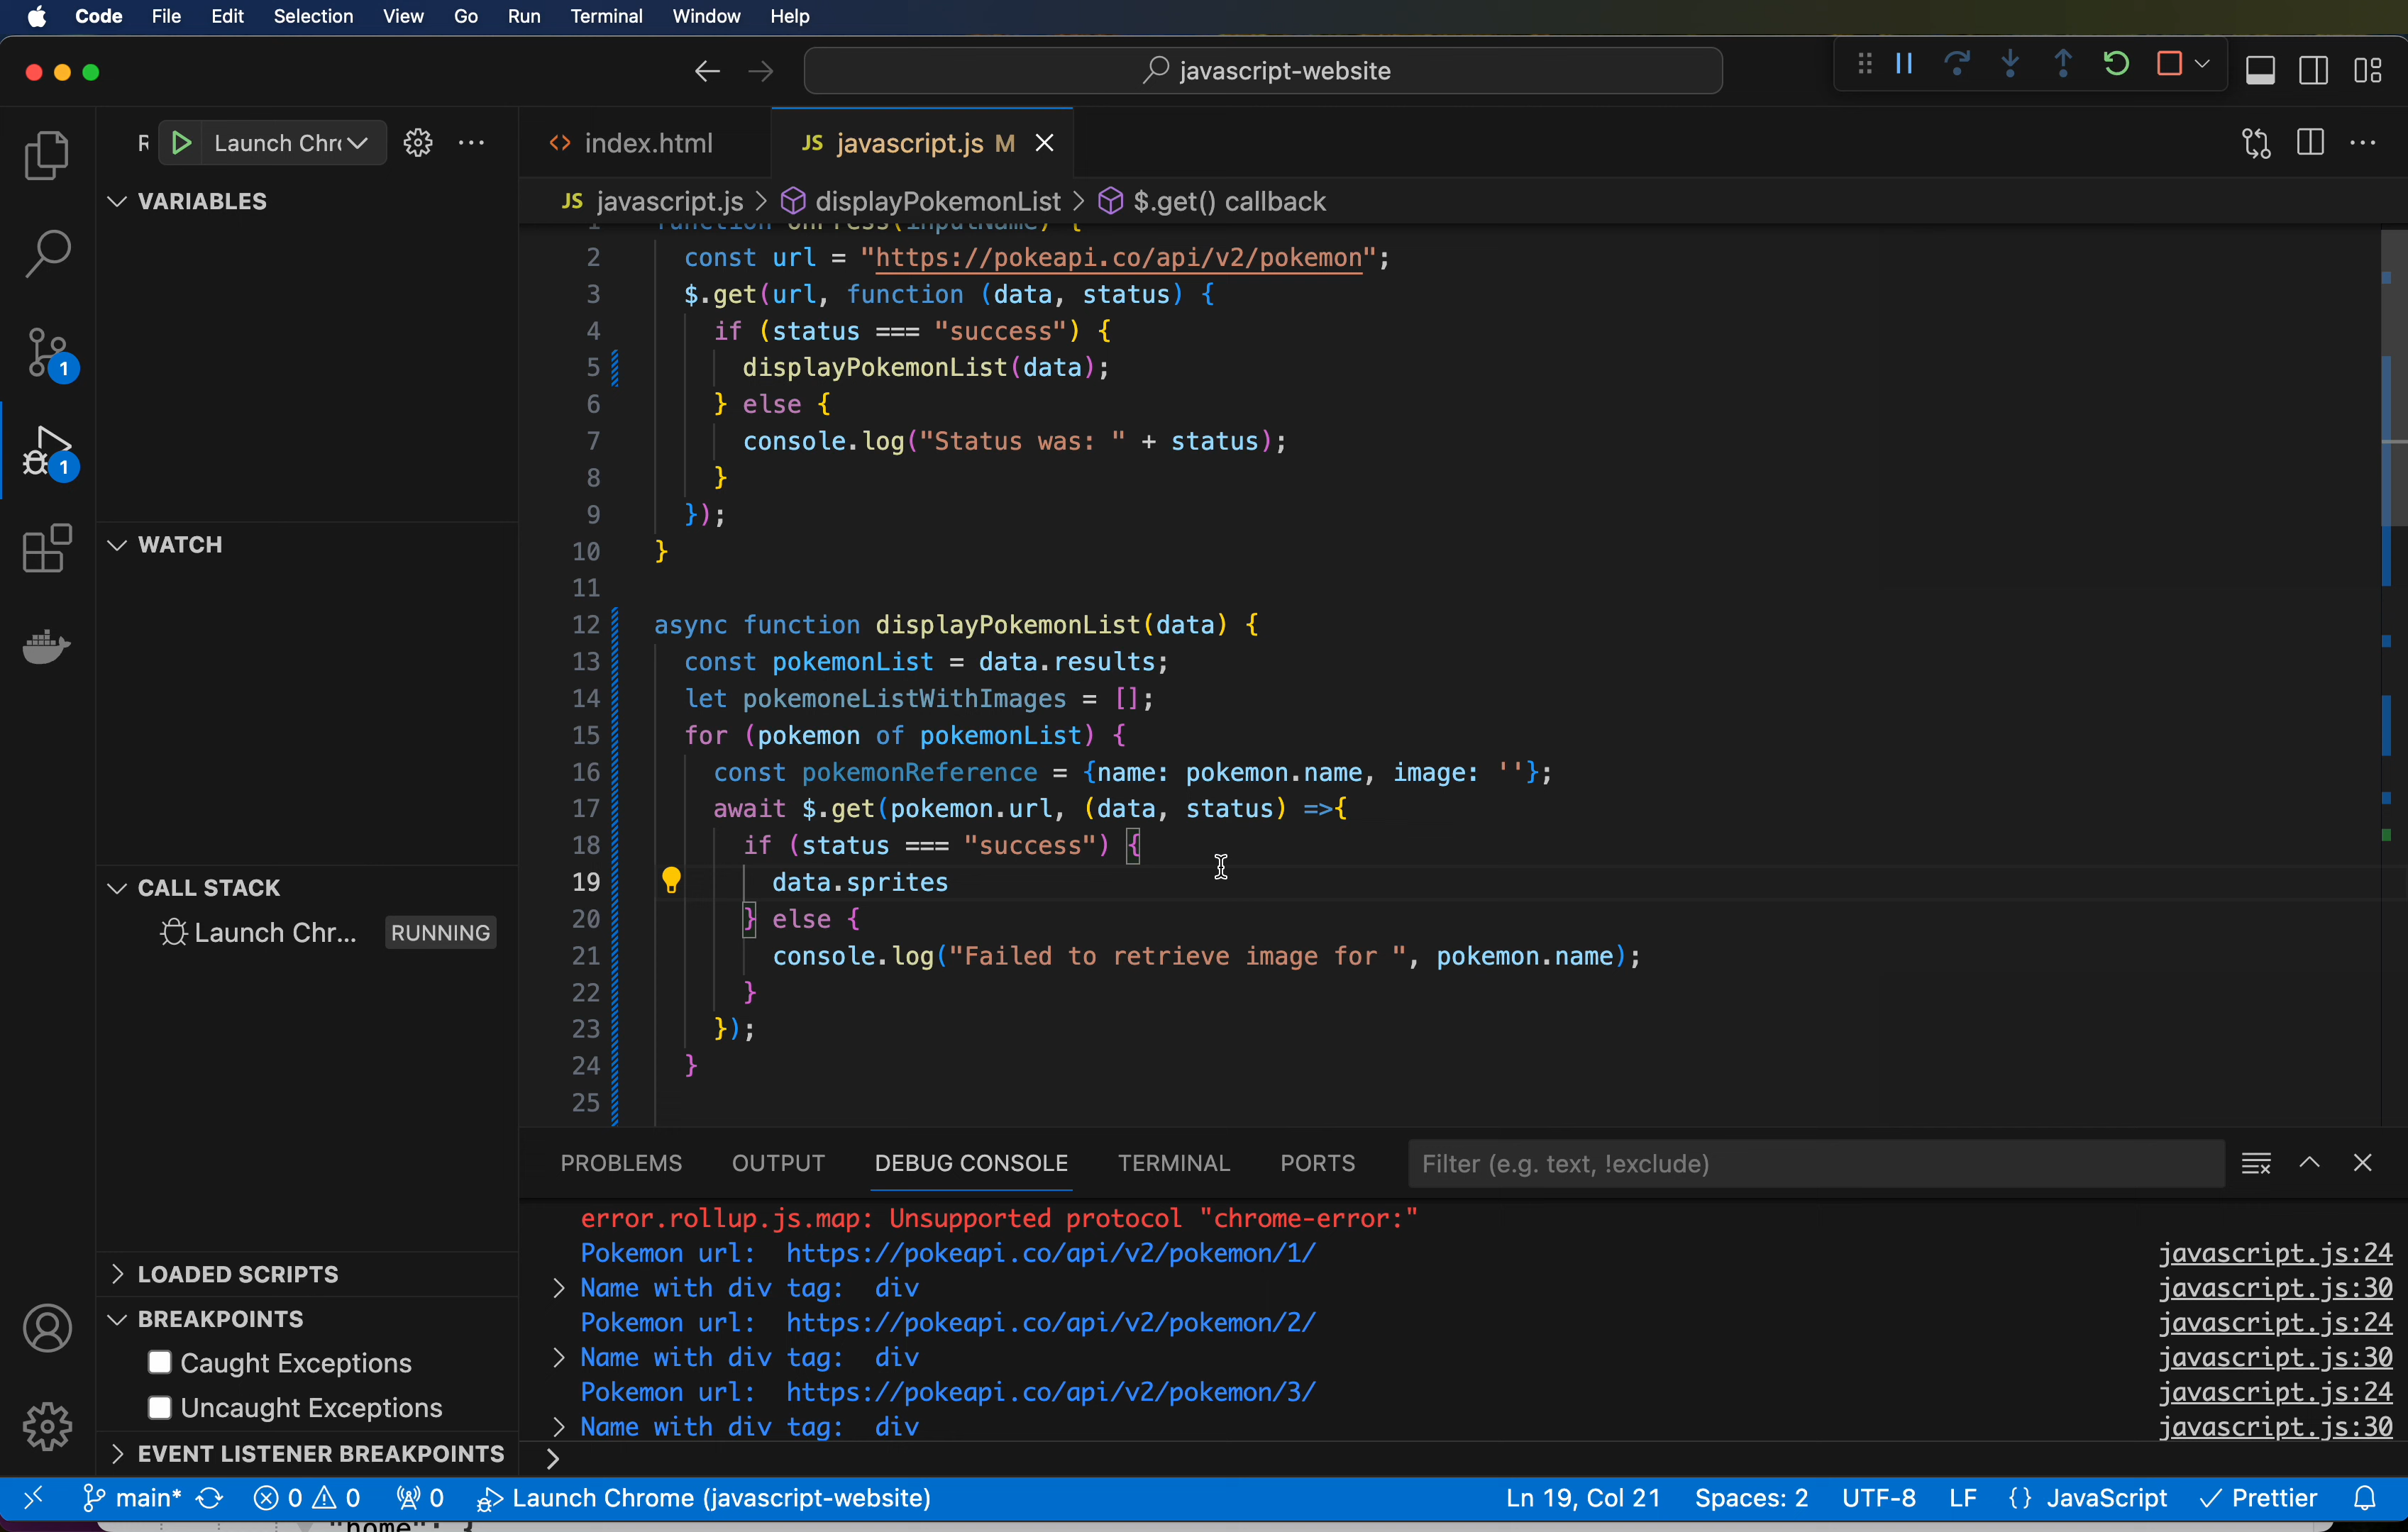 Code File Edit Selection View Go Run Terminal Window Help
javascript-website
Launch Chr
index.html
JS javascript.js M
JS javascript.js > displayPokemonList > $.get() callback
VARIABLES
WATCH
CALL STACK
Launch Chr... RUNNING
LOADED SCRIPTS
BREAKPOINTS
Caught Exceptions
Uncaught Exceptions
EVENT LISTENER BREAKPOINTS
1
1
1 function onPress(inputName) {
2 const url = "https://pokeapi.co/api/v2/pokemon";
3 $.get(url, function (data, status) {
4 if (status === "success") {
5 displayPokemonList(data);
6 } else {
7 console.log("Status was: " + status);
8 }
9 });
10 }
11
12 async function displayPokemonList(data) {
13 const pokemonList = data.results;
14 let pokemoneListWithImages = [];
15 for (pokemon of pokemonList) {
16 const pokemonReference = {name: pokemon.name, image: ''};
17 await $.get(pokemon.url, (data, status) =>{
18 if (status === "success") {
19 data.sprites
20 } else {
21 console.log("Failed to retrieve image for ", pokemon.name);
22 }
23 });
24 }
25
PROBLEMS OUTPUT DEBUG CONSOLE TERMINAL PORTS Filter (e.g. text, !exclude)
error.rollup.js.map: Unsupported protocol "chrome-error:"
Pokemon url: https://pokeapi.co/api/v2/pokemon/1/ javascript.js:24
> Name with div tag: div javascript.js:30
Pokemon url: https://pokeapi.co/api/v2/pokemon/2/ javascript.js:24
> Name with div tag: div javascript.js:30
Pokemon url: https://pokeapi.co/api/v2/pokemon/3/ javascript.js:24
> Name with div tag: div javascript.js:30
>
main* 0 0 0 Launch Chrome (javascript-website) Ln 19, Col 21 Spaces: 2 UTF-8 LF {} JavaScript Prettier
"home": {